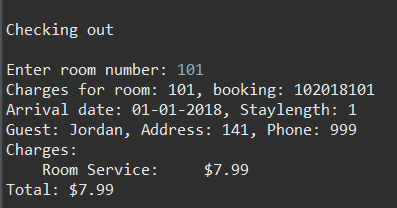 Checking out
Enter room number: 101
Charges for room: 101, booking: 102018101
Arrival date: 01-01-2018, Staylength: 1
Guest: Jordan, Address: 141, Phone: 999
Charges:
Room Service: $7.99
Total: $7.99